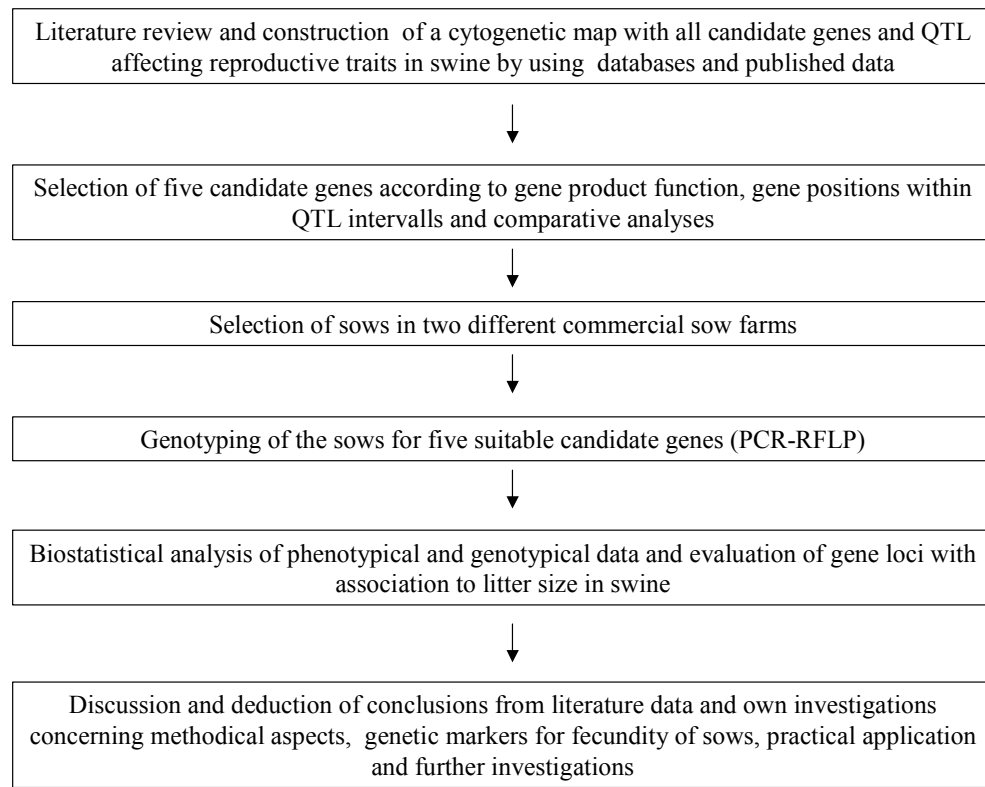 Literature review and construction of a cytogenetic map with all candidate genes and QTL
affecting reproductive traits in swine by using databases and published data
Selection of five candidate genes according to gene product function, gene positions within
QTL intervalls and comparative analyses
Selection of sows in two different commercial sow farms
Genotyping of the sows for five suitable candidate genes (PCR-RFLP)
Biostatistical analysis of phenotypical and genotypical data and evaluation of gene loci with
association to litter size in swine
Discussion and deduction of conclusions from literature data and own investigations
concerning methodical aspects, genetic markers for fecundity of sows, practical application
and further investigations